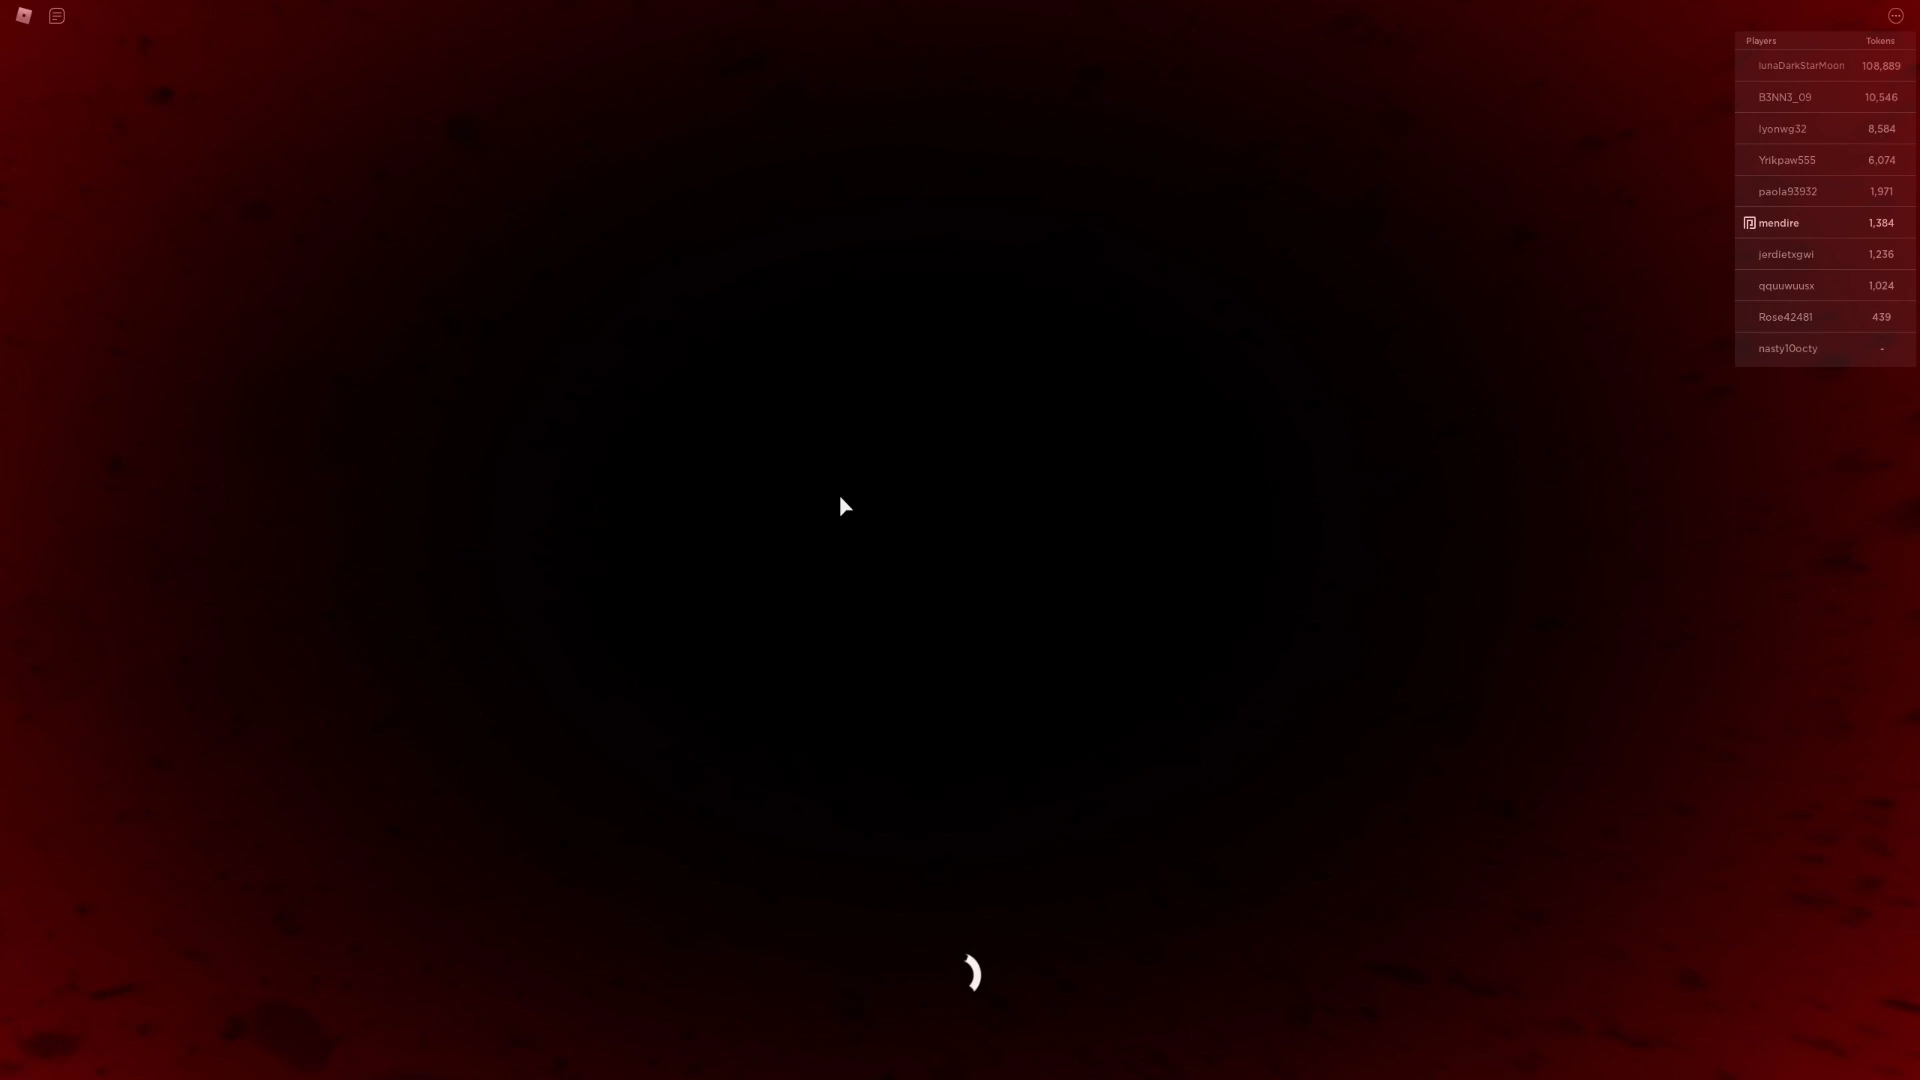 Players Tokens
lunaDarkStarMoon 108,889
B3NN3_09 10,546
lyonwg32 8,584
Yrikpaw555 6,074
paola93932 1,971
mendire 1,384
jerdietxgwi 1,236
qquuwuusx 1,024
Rose42481 439
nasty10octy -